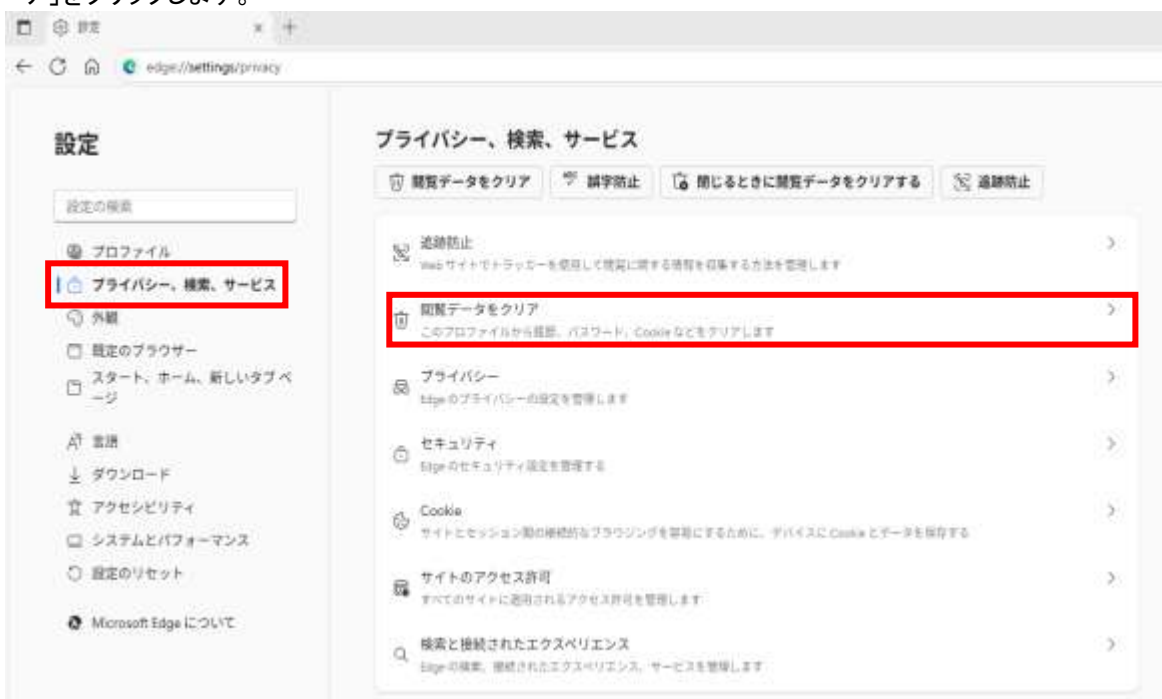 ア」をクリックします。
設定
edge://settings/privacy
設定
設定の検索
プロファイル
プライバシー、検索、サービス
外観
既定のブラウザー
スタート、ホーム、新しいタブ ペ
ージ
言語
ダウンロード
アクセシビリティ
システムとパフォーマンス
設定のリセット
Microsoft Edge について
プライバシー、検索、サービス
閲覧データをクリア
誤字防止
閉じるときに閲覧データをクリアする
追跡防止
追跡防止
Web サイトでトラッカーを使用して閲覧に関する情報を収集する方法を管理します
閲覧データをクリア
このプロファイルから履歴、パスワード、Cookie などをクリアします
プライバシー
Edge のプライバシーの設定を管理します
セキュリティ
Edge のセキュリティ設定を管理する
Cookie
サイトとセッション間の継続的なブラウジングを容易にするために、デバイスに Cookie とデータを保存する
サイトのアクセス許可
すべてのサイトに適用されるアクセス許可を管理します
検索と接続されたエクスペリエンス
Edge の検索、接続されたエクスペリエンス、サービスを管理します